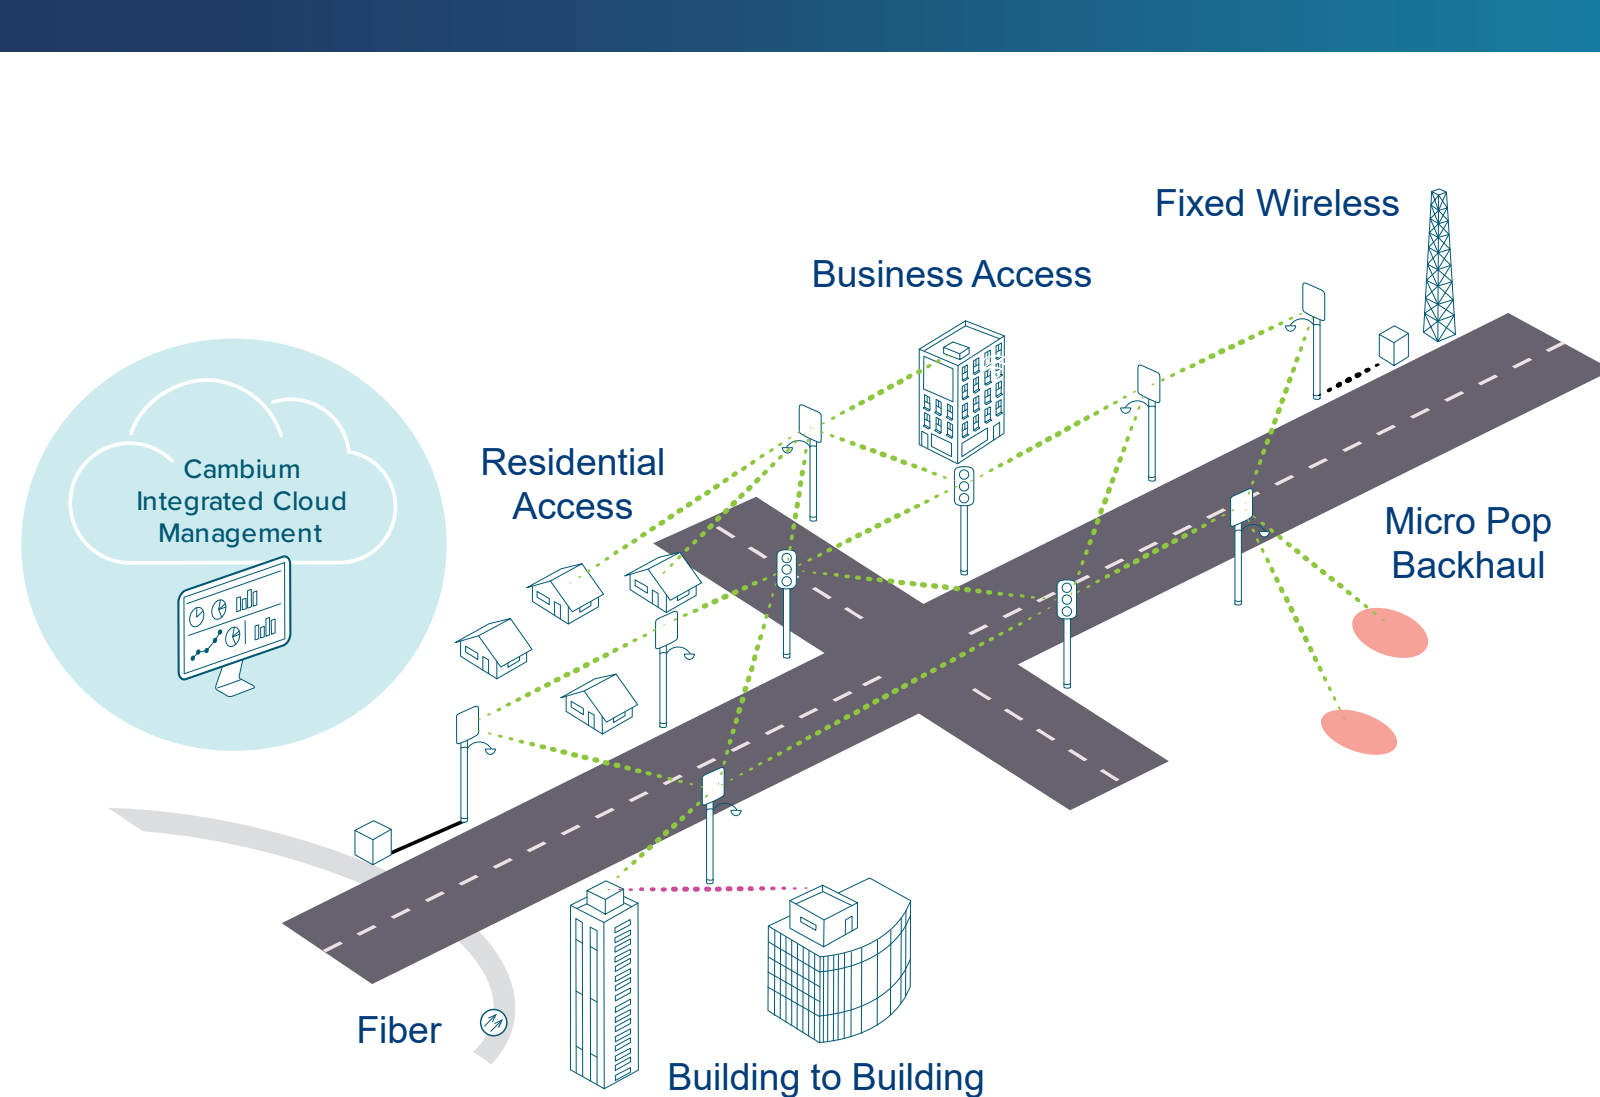 Fixed Wireless
Business Access
Residential
Access
Cambium
Integrated Cloud
Management
Micro Pop
Backhaul
Fiber
Building to Building